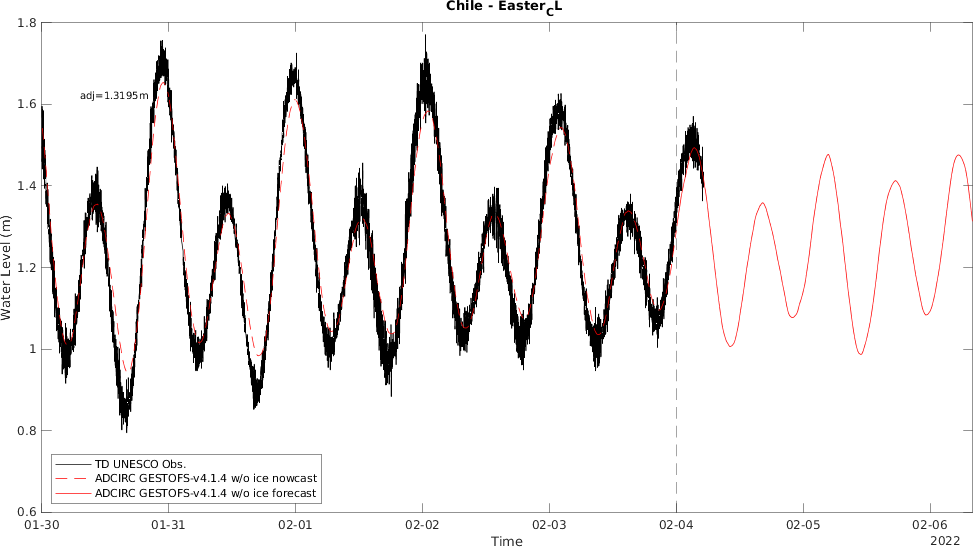 Chile - Easter_CL
1.8
1.6
1.4
1.2
1
0.8
0.6
Water Level (m)
adj=1.3195m
TD UNESCO Obs.
ADCIRC GESTOFS-v4.1.4 w/o ice nowcast
ADCIRC GESTOFS-v4.1.4 w/o ice forecast
01-30 01-31 02-01 02-02 02-03 02-04 02-05 02-06
Time
2022